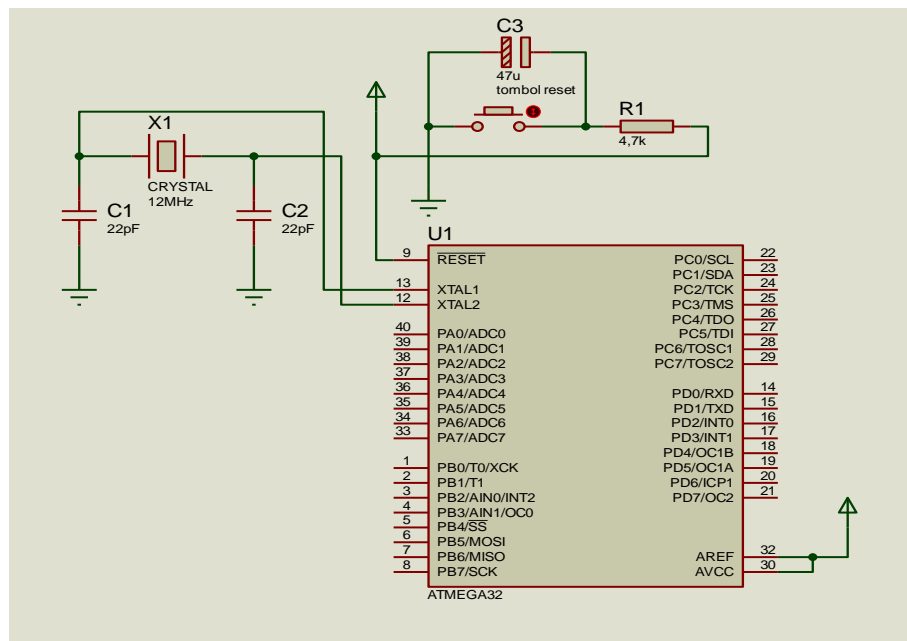 C3
47u
tombol reset
R1
4,7k
X1
CRYSTAL
12MHz
C1
22pF
C2
22pF
U1
9 RESET
13 XTAL1
12 XTAL2
40 PA0/ADC0
39 PA1/ADC1
38 PA2/ADC2
37 PA3/ADC3
36 PA4/ADC4
35 PA5/ADC5
34 PA6/ADC6
33 PA7/ADC7
1 PB0/T0/XCK
2 PB1/T1
3 PB2/AIN0/INT2
4 PB3/AIN1/OC0
5 PB4/SS
6 PB5/MOSI
7 PB6/MISO
8 PB7/SCK
PC0/SCL 22
PC1/SDA 23
PC2/TCK 24
PC3/TMS 25
PC4/TDO 26
PC5/TDI 27
PC6/TOSC1 28
PC7/TOSC2 29
PD0/RXD 14
PD1/TXD 15
PD2/INT0 16
PD3/INT1 17
PD4/OC1B 18
PD5/OC1A 19
PD6/ICP1 20
PD7/OC2 21
AREF 32
AVCC 30
ATMEGA32